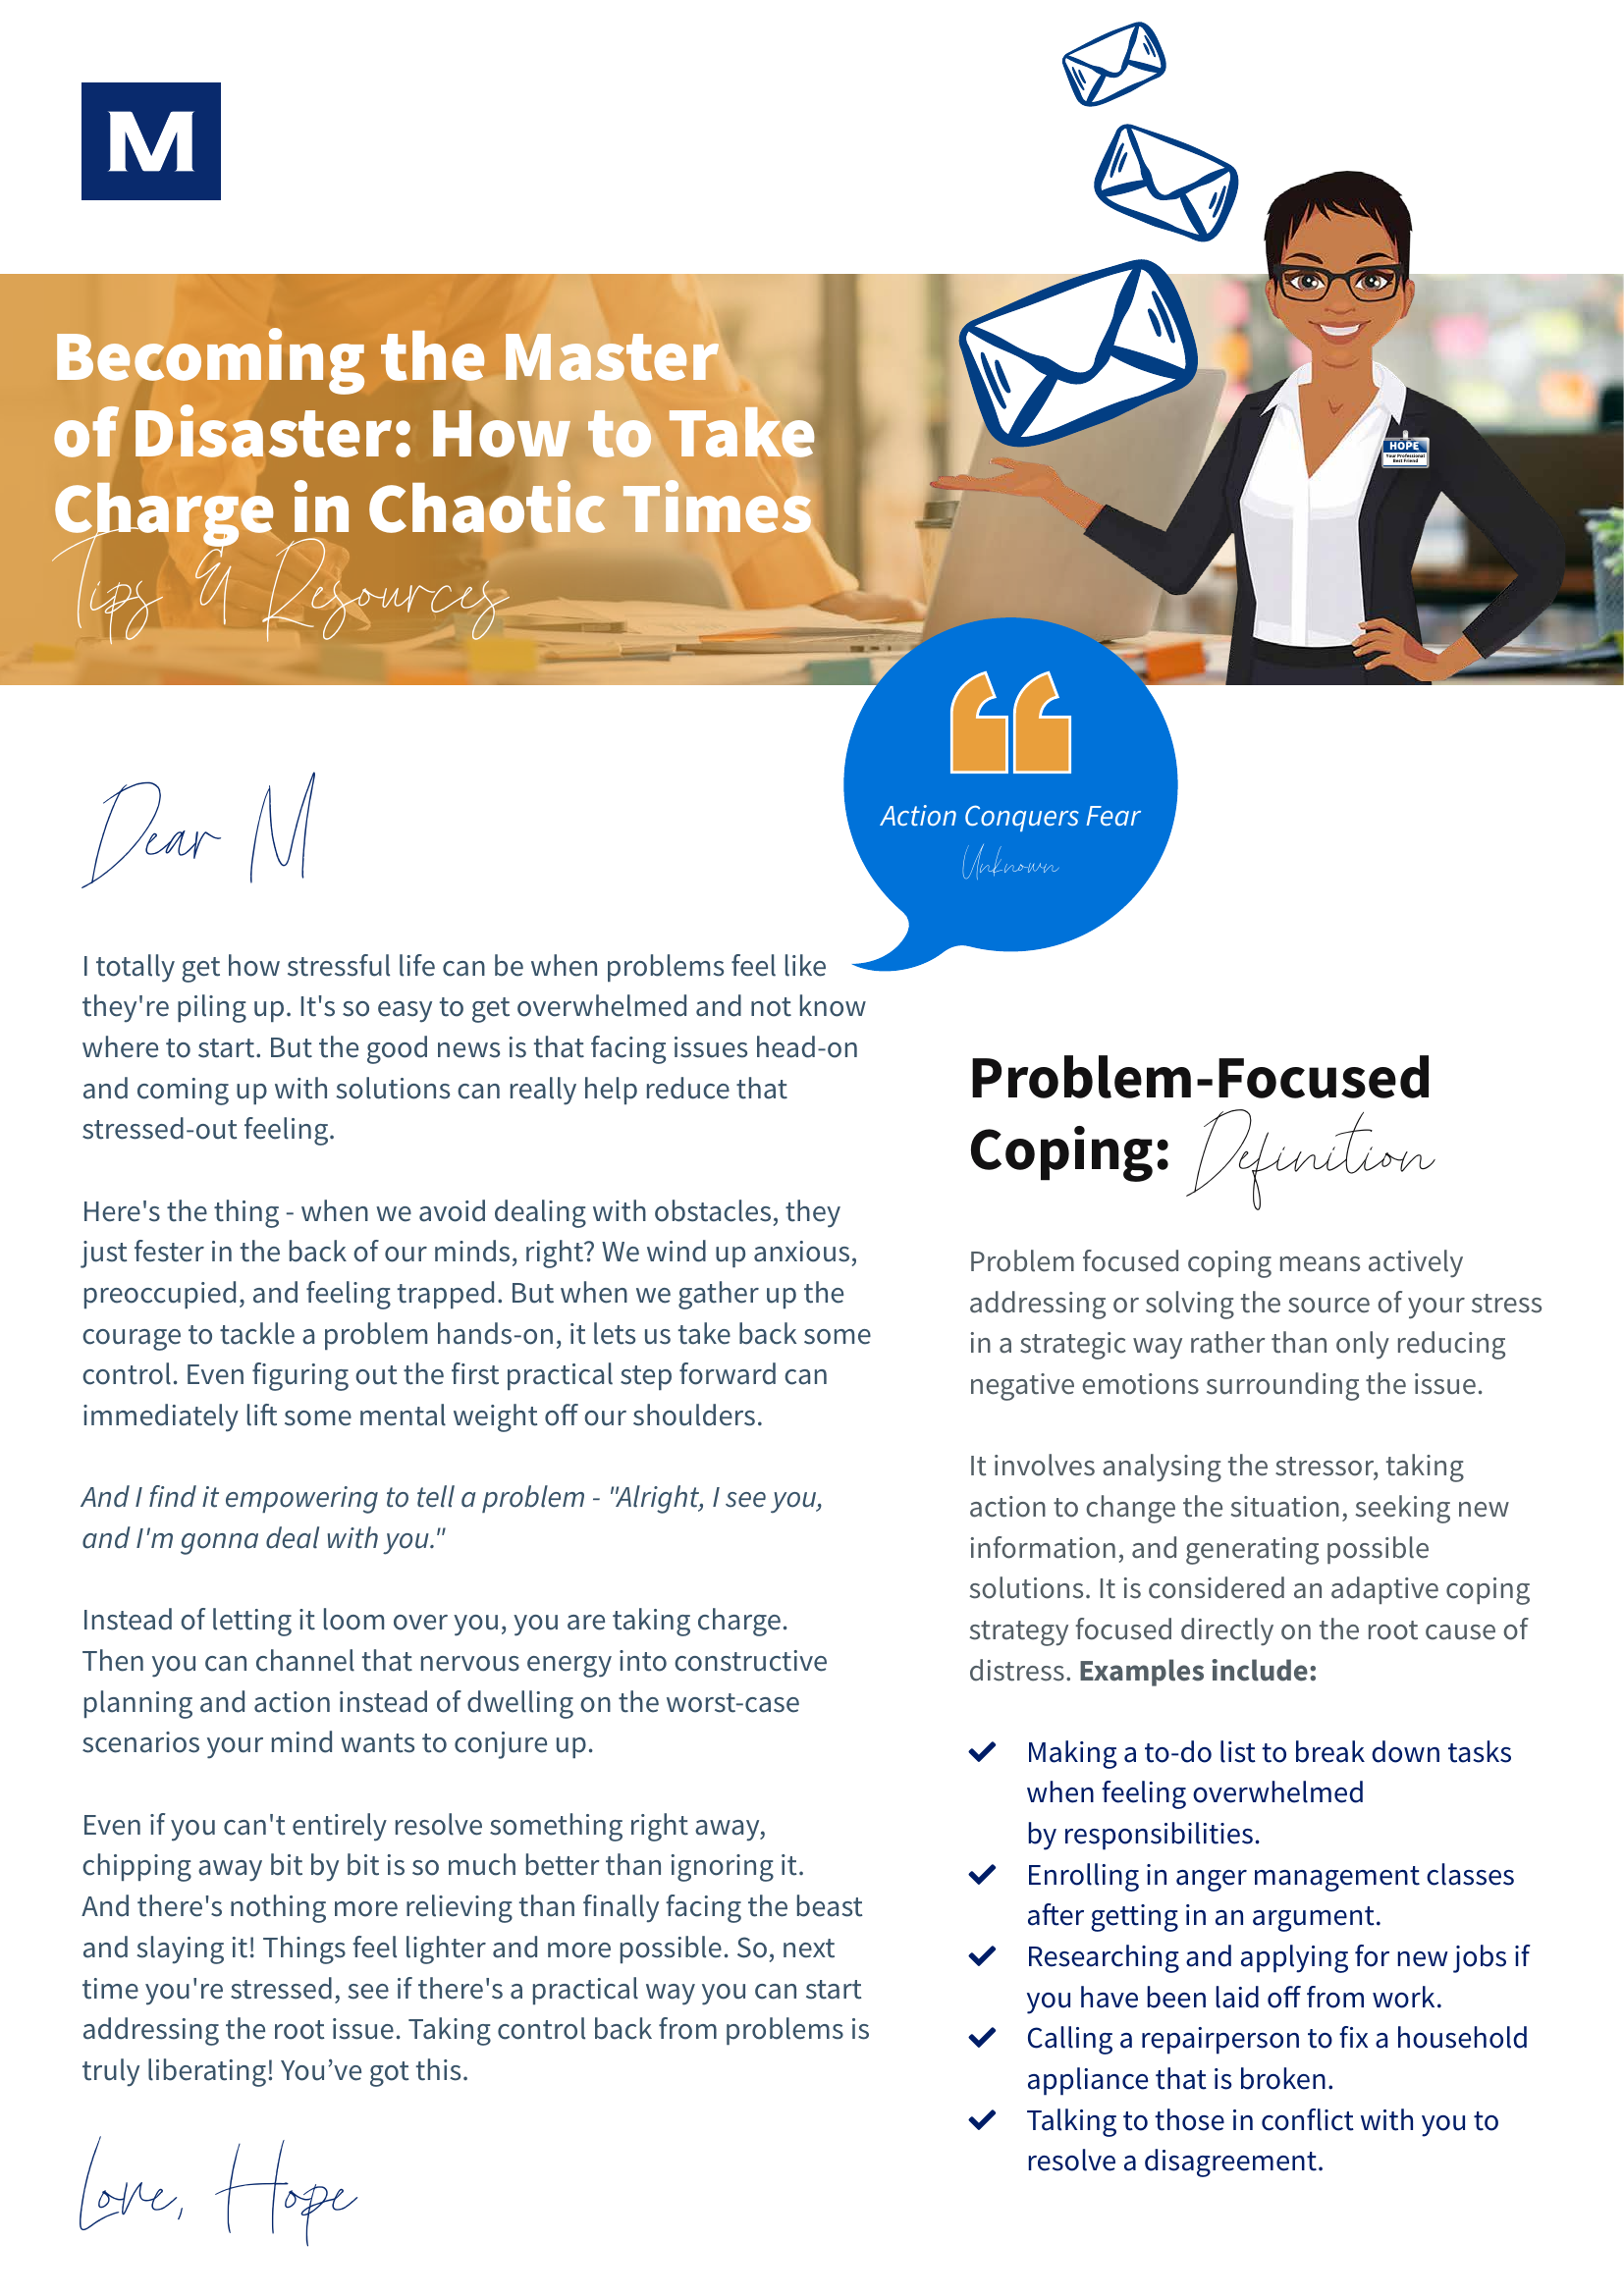 M
Becoming the Master
of Disaster: How to Take
Charge in Chaotic Times
Tips & Resources
HOPE
Your Professional
Best Friend
Action Conquers Fear
Unknown
Dear M
I totally get how stressful life can be when problems feel like
they're piling up. It's so easy to get overwhelmed and not know
where to start. But the good news is that facing issues head-on
and coming up with solutions can really help reduce that
stressed-out feeling.
Here's the thing - when we avoid dealing with obstacles, they
just fester in the back of our minds, right? We wind up anxious,
preoccupied, and feeling trapped. But when we gather up the
courage to tackle a problem hands-on, it lets us take back some
control. Even figuring out the first practical step forward can
immediately lift some mental weight off our shoulders.
And I find it empowering to tell a problem - "Alright, I see you,
and I'm gonna deal with you."
Instead of letting it loom over you, you are taking charge.
Then you can channel that nervous energy into constructive
planning and action instead of dwelling on the worst-case
scenarios your mind wants to conjure up.
Even if you can't entirely resolve something right away,
chipping away bit by bit is so much better than ignoring it.
And there's nothing more relieving than finally facing the beast
and slaying it! Things feel lighter and more possible. So, next
time you're stressed, see if there's a practical way you can start
addressing the root issue. Taking control back from problems is
truly liberating! You’ve got this.
Love, Hope
Problem-Focused
Coping: Definition
Problem focused coping means actively
addressing or solving the source of your stress
in a strategic way rather than only reducing
negative emotions surrounding the issue.
It involves analysing the stressor, taking
action to change the situation, seeking new
information, and generating possible
solutions. It is considered an adaptive coping
strategy focused directly on the root cause of
distress. Examples include:
Making a to-do list to break down tasks
when feeling overwhelmed
by responsibilities.
Enrolling in anger management classes
after getting in an argument.
Researching and applying for new jobs if
you have been laid off from work.
Calling a repairperson to fix a household
appliance that is broken.
Talking to those in conflict with you to
resolve a disagreement.